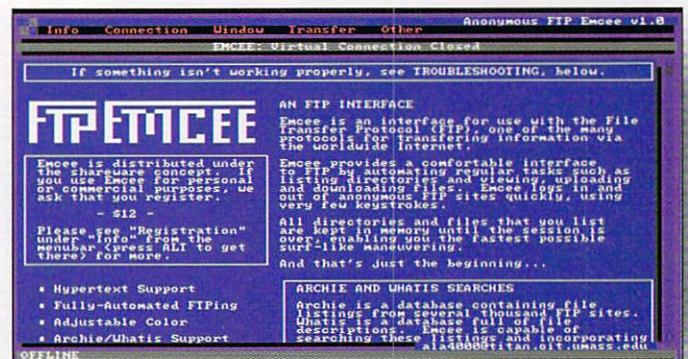 Anonymous FTP Emcee v1.0
Info Connection Window Transfer Other
EMCEE: Virtual Connection Closed
If something isn't working properly, see TROUBLESHOOTING, below.
FTP EMCEE
Emcee is distributed under
the shareware concept. If
you use Emcee for personal
or commercial purposes, we
ask that you register.
- $12 -
Please see "Registration"
under "Info" from the
menubar (press ALT to get
there) for more.
▪ Hypertext Support
▪ Fully-Automated FTPing
▪ Adjustable Color
▪ Archie/Whatis Support
AN FTP INTERFACE
Emcee is an interface for use with the File
Transfer Protocol (FTP), one of the many
protocols for transferring information via
the worldwide Internet.
Emcee provides a comfortable interface
to FTP by automating regular tasks such as
listing directories and viewing, uploading
and downloading files. Emcee logs in and
out of anonymous FTP sites quickly, using
very few keystrokes.
All directories and files that you list
are kept in memory until the session is
over, enabling you the fastest possible
surf-like maneuvering.
And that's just the beginning...
ARCHIE AND WHATIS SEARCHES
Archie is a database containing file
listings from several thousand FTP sites.
Whatis is a database full of file
descriptions. Emcee is capable of
searching these listings and incorporating
ala4000@titan.oit.umass.edu
OFFLINE